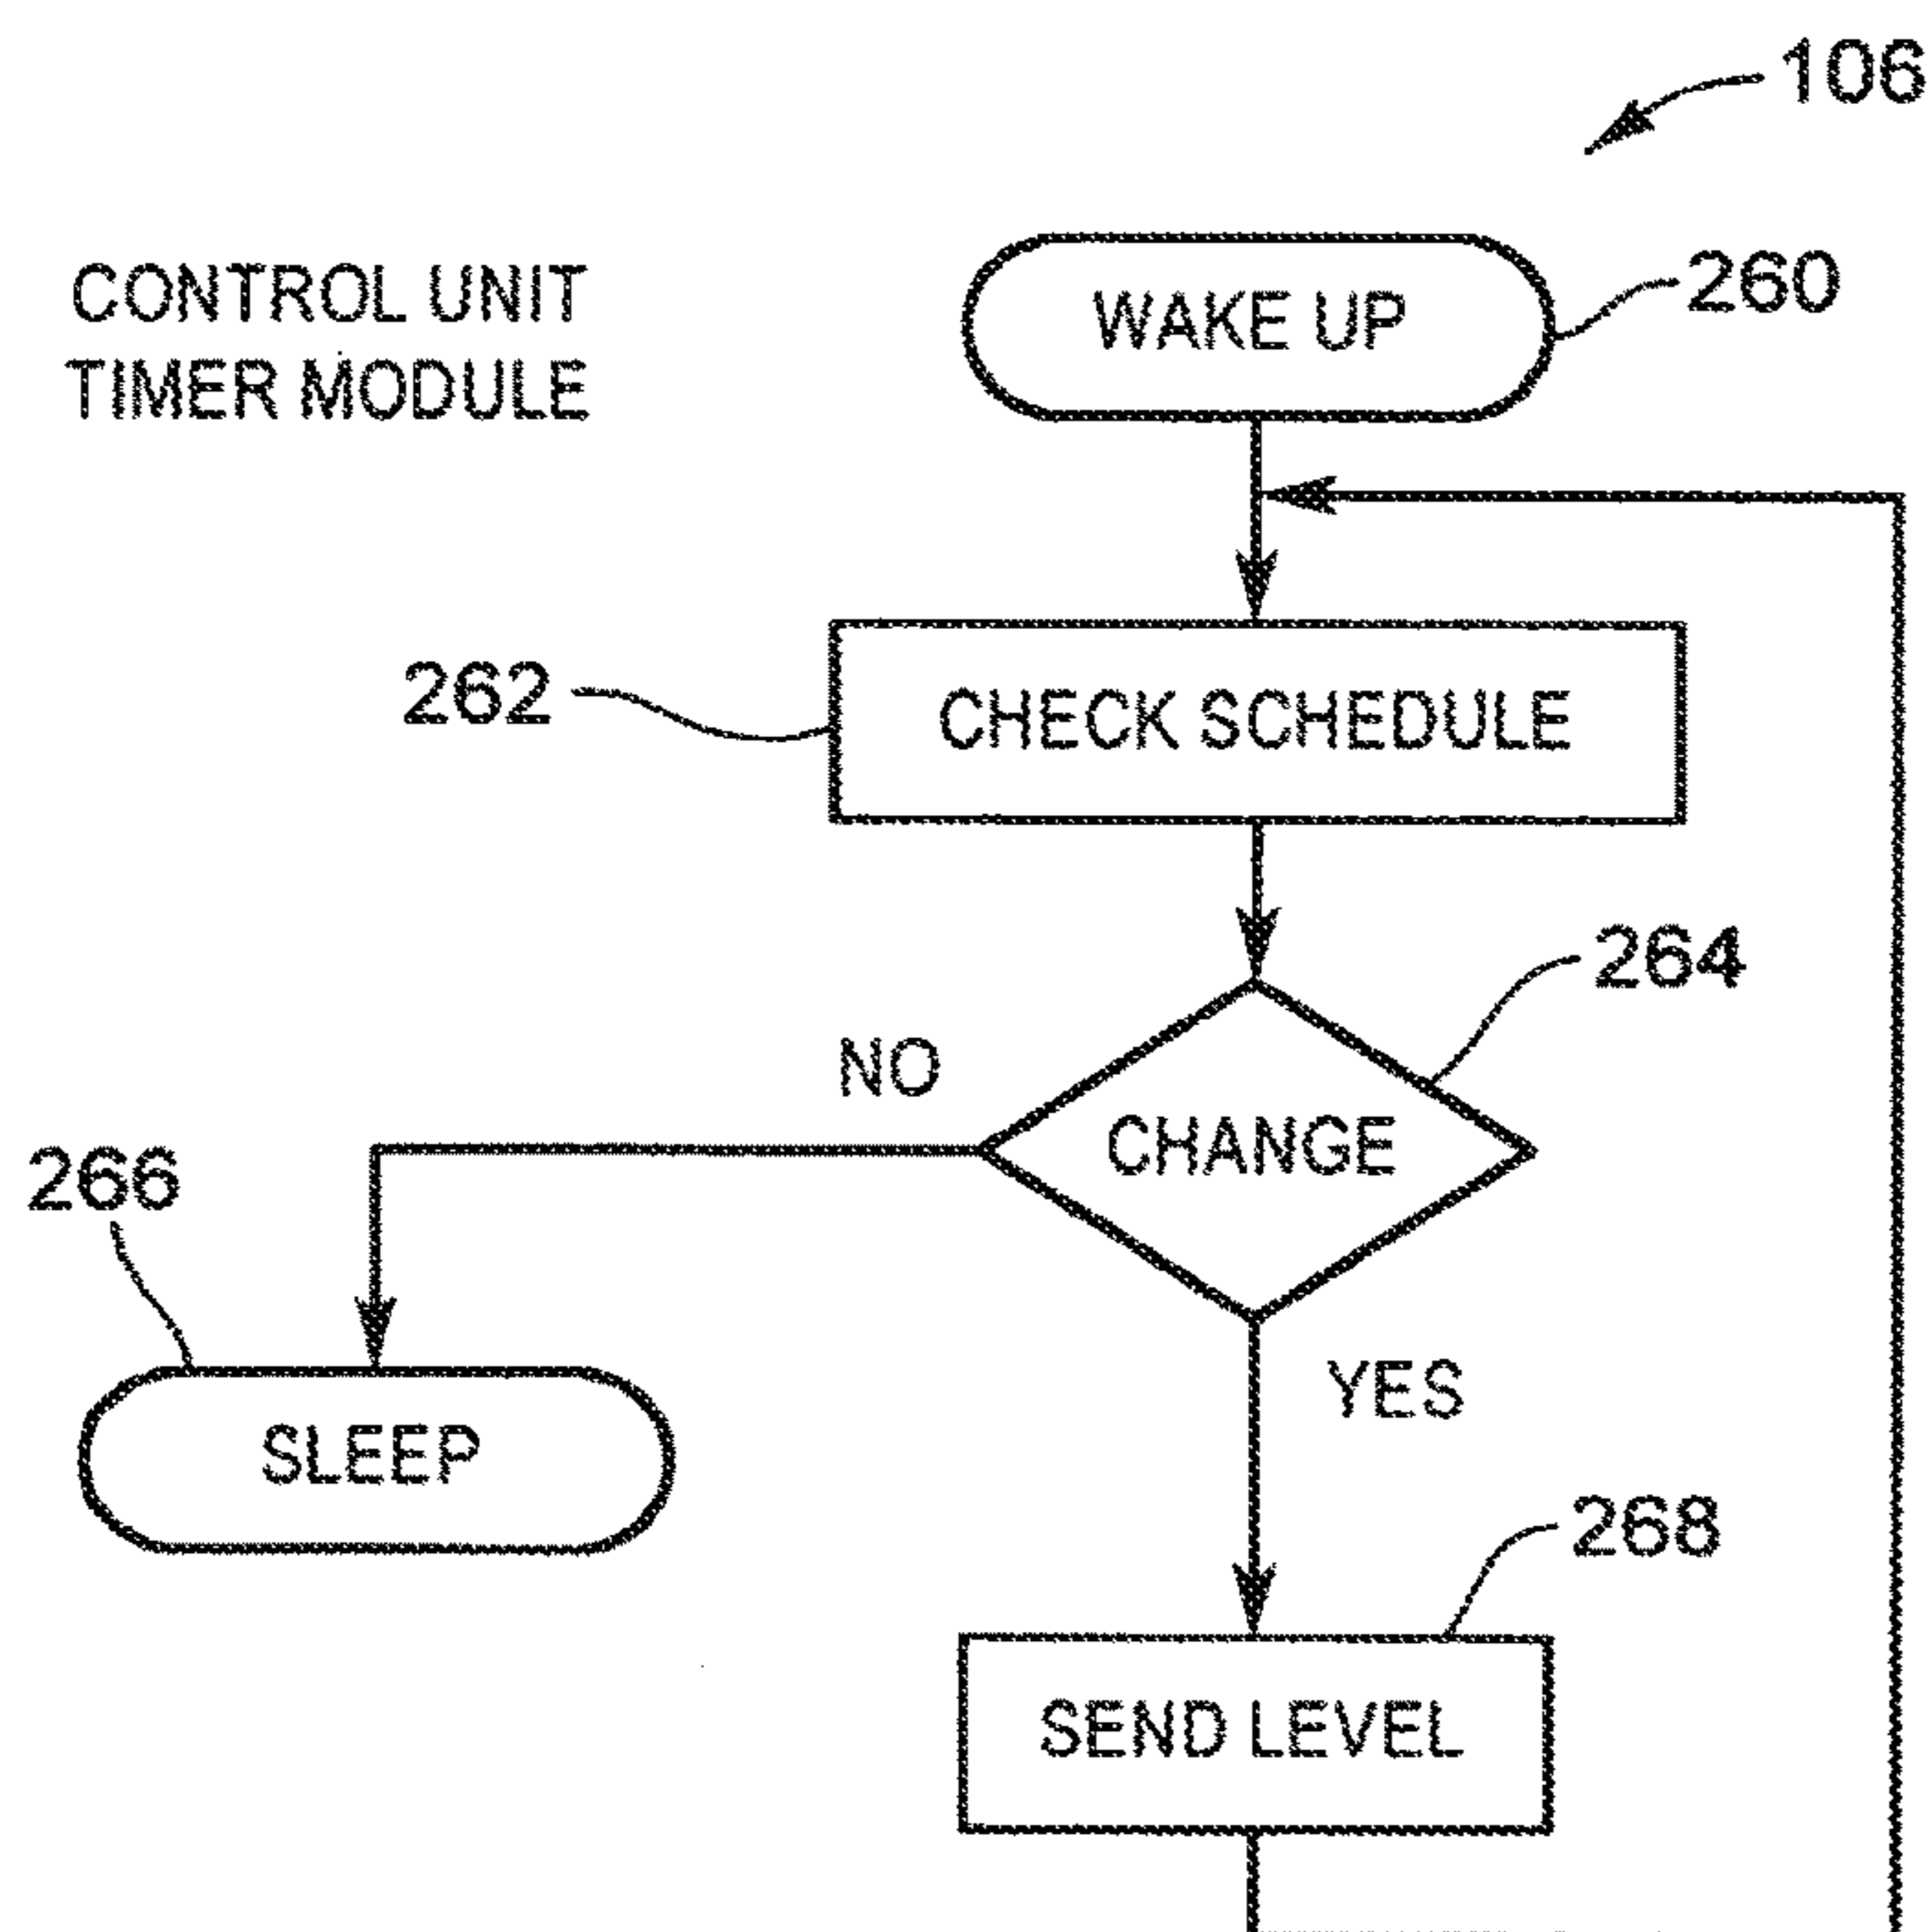 106
CONTROL UNIT
TIMER MODULE
WAKE UP
260
262
CHECK SCHEDULE
264
NO
CHANGE
266
YES
SLEEP
268
SEND LEVEL